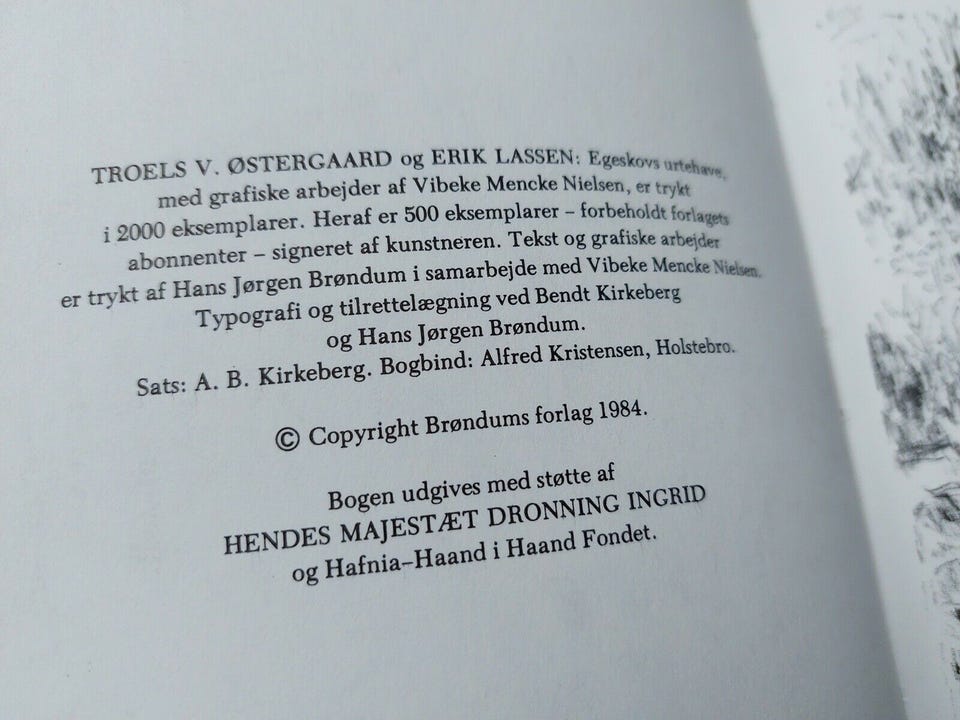 TROELS V. ØSTERGAARD og ERIK LASSEN: Egeskovs urtehave,
med grafiske arbejder af Vibeke Mencke Nielsen, er trykt
i 2000 eksemplarer. Heraf er 500 eksemplarer – forbeholdt forlagets
abonnenter – signeret af kunstneren. Tekst og grafiske arbejder
er trykt af Hans Jørgen Brøndum i samarbejde med Vibeke Mencke Nielsen.
Typografi og tilrettelægning ved Bendt Kirkeberg
og Hans Jørgen Brøndum.
Sats: A. B. Kirkeberg. Bogbind: Alfred Kristensen, Holstebro.
© Copyright Brøndums forlag 1984.
Bogen udgives med støtte af
HENDES MAJESTÆT DRONNING INGRID
og Hafnia–Haand i Haand Fondet.